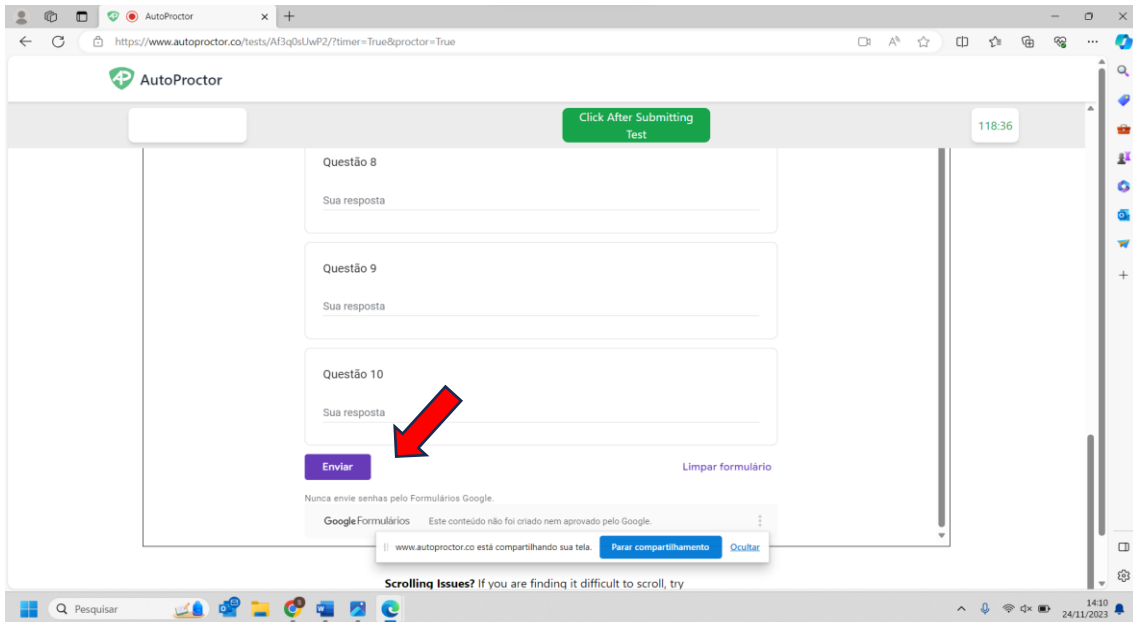 AutoProctor
https://www.autoproctor.co/tests/Af3q0sUwP2/?timer=True&proctor=True
AutoProctor
Click After Submitting
Test
118:36
Questão 8
Sua resposta
Questão 9
Sua resposta
Questão 10
Sua resposta
Enviar
Limpar formulário
Nunca envie senhas pelo Formulários Google.
Google Formulários Este conteúdo não foi criado nem aprovado pelo Google.
www.autoproctor.co está compartilhando sua tela. Parar compartilhamento Ocultar
Scrolling Issues? If you are finding it difficult to scroll, try
Pesquisar
14:10
24/11/2023